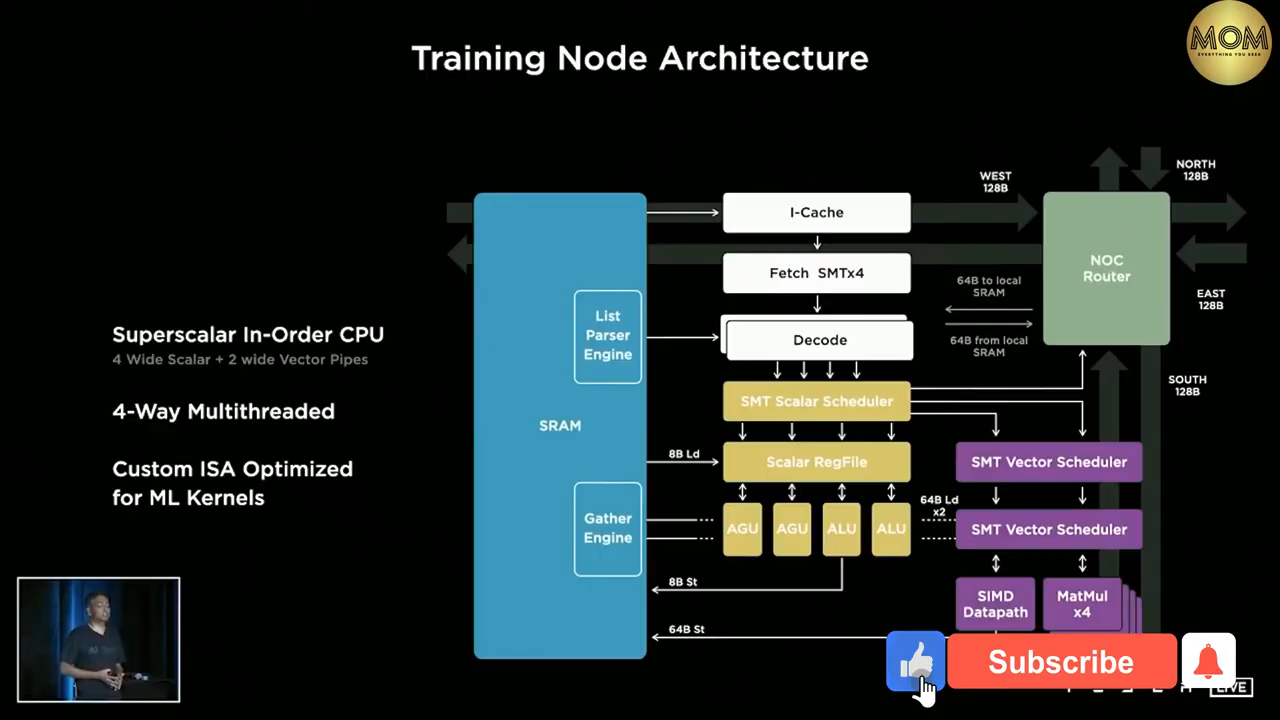 MOM
EVERYTHING YOU SEEK
Training Node Architecture
Superscalar In-Order CPU
4 Wide Scalar + 2 wide Vector Pipes
4-Way Multithreaded
Custom ISA Optimized
for ML Kernels
SRAM
List
Parser
Engine
Gather
Engine
I-Cache
Fetch SMTx4
Decode
SMT Scalar Scheduler
Scalar RegFile
AGU
AGU
ALU
ALU
8B Ld
8B St
64B St
64B Ld
x2
WEST
128B
NORTH
128B
NOC
Router
64B to local
SRAM
64B from local
SRAM
EAST
128B
SOUTH
128B
SMT Vector Scheduler
SMT Vector Scheduler
SIMD
Datapath
MatMul
x4
Subscribe
LIVE